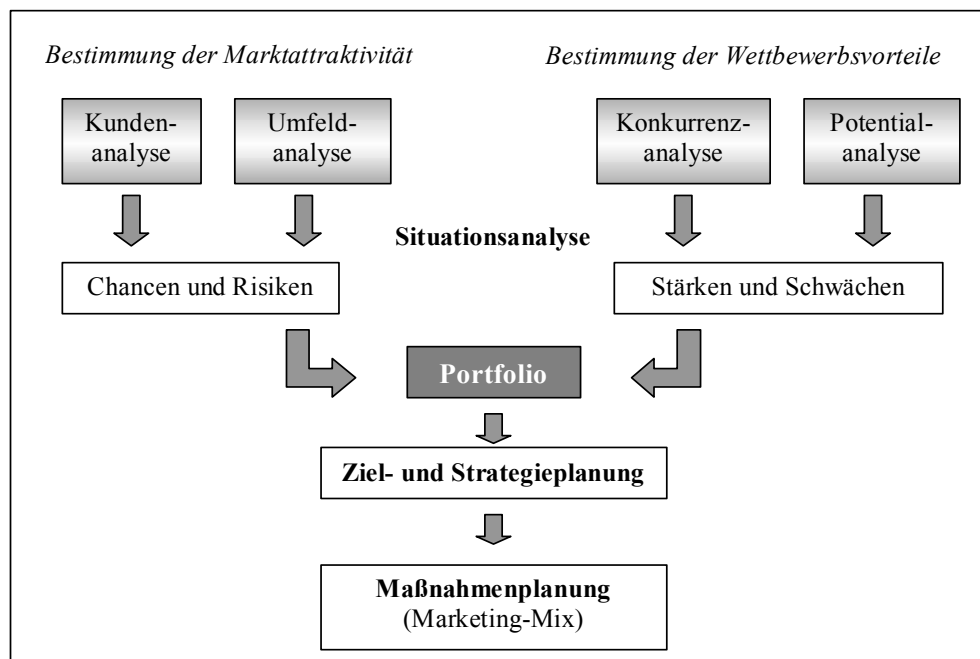 Bestimmung der Marktattraktivität
Bestimmung der Wettbewerbsvorteile
Kunden-
analyse
Umfeld-
analyse
Konkurrenz-
analyse
Potential-
analyse
Situationsanalyse
Chancen und Risiken
Stärken und Schwächen
Portfolio
Ziel- und Strategieplanung
Maßnahmenplanung
(Marketing-Mix)